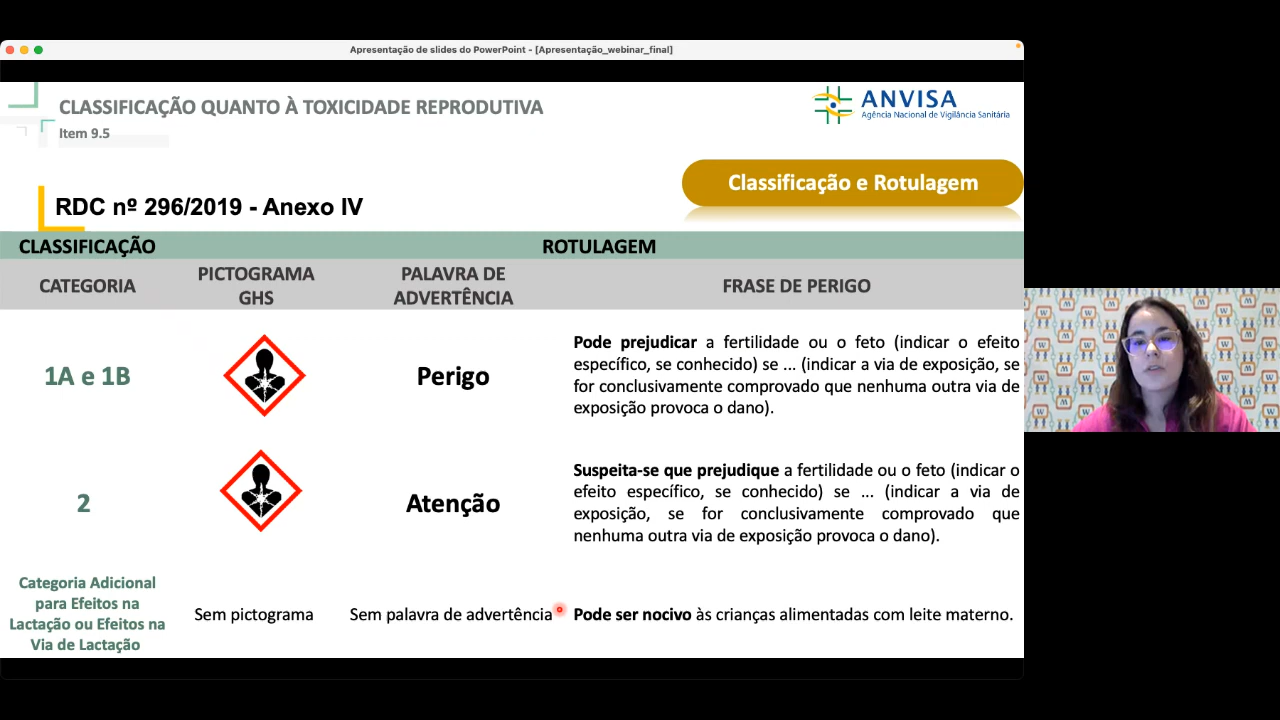 Apresentação de slides do PowerPoint - [Apresentação_webinar_final]
CLASSIFICAÇÃO QUANTO À TOXICIDADE REPRODUTIVA
Item 9.5
ANVISA
Agência Nacional de Vigilância Sanitária
Classificação e Rotulagem
RDC nº 296/2019 - Anexo IV
CLASSIFICAÇÃO
ROTULAGEM
CATEGORIA
PICTOGRAMA
GHS
PALAVRA DE
ADVERTÊNCIA
FRASE DE PERIGO
1A e 1B
Perigo
Pode prejudicar a fertilidade ou o feto (indicar o efeito
específico, se conhecido) se ... (indicar a via de exposição, se
for conclusivamente comprovado que nenhuma outra via de
exposição provoca o dano).
2
Atenção
Suspeita-se que prejudique a fertilidade ou o feto (indicar o
efeito específico, se conhecido) se ... (indicar a via de
exposição, se for conclusivamente comprovado que
nenhuma outra via de exposição provoca o dano).
Categoria Adicional
para Efeitos na
Lactação ou Efeitos na
Via de Lactação
Sem pictograma
Sem palavra de advertência
Pode ser nocivo às crianças alimentadas com leite materno.